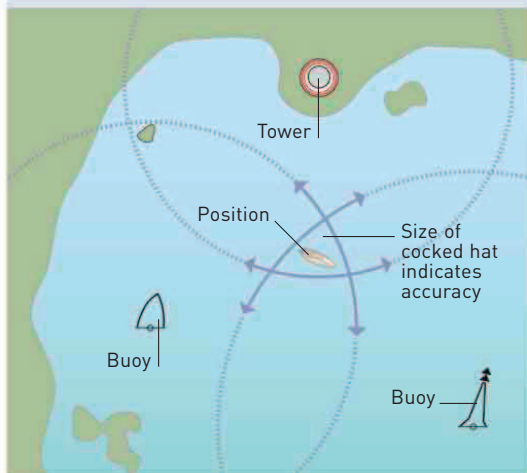 Tower
Position
Size of
cocked hat
indicates
accuracy
Buoy
Buoy